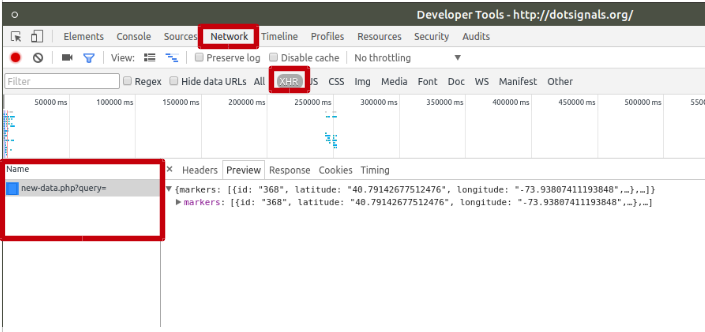 Developer Tools - http://dotsignals.org/
Elements Console Sources Network Timeline Profiles Resources Security Audits
View: Preserve log Disable cache No throttling
Filter Regex Hide data URLs All XHR JS CSS Img Media Font Doc WS Manifest Other
50000 ms 100000 ms 150000 ms 200000 ms 250000 ms 300000 ms 350000 ms 400000 ms 450000 ms 500000 ms
Name × Headers Preview Response Cookies Timing
new-data.php?query= {markers: [{id: "368", latitude: "40.79142677512476", longitude: "-73.93807411193848",…},…]}
markers: [{id: "368", latitude: "40.79142677512476", longitude: "-73.93807411193848",…},…]